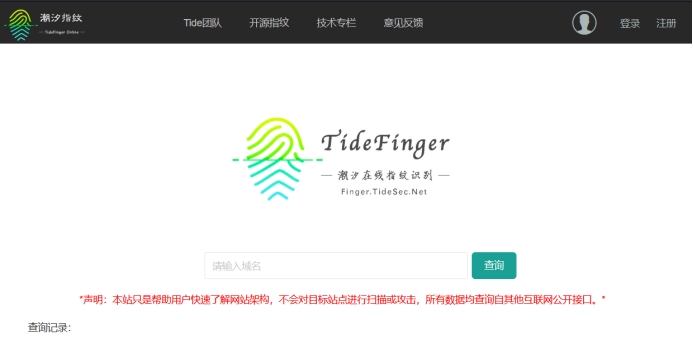 潮汐指纹
— TideFinger Online —
Tide团队 开源指纹 技术专栏 意见反馈 登录 注册
TideFinger
— 潮汐在线指纹识别 —
Finger.TideSec.Net
请输入域名 查询
*声明：本站只是帮助用户快速了解网站架构，不会对目标站点进行扫描或攻击，所有数据均查询自其他互联网公开接口。*
查询记录：